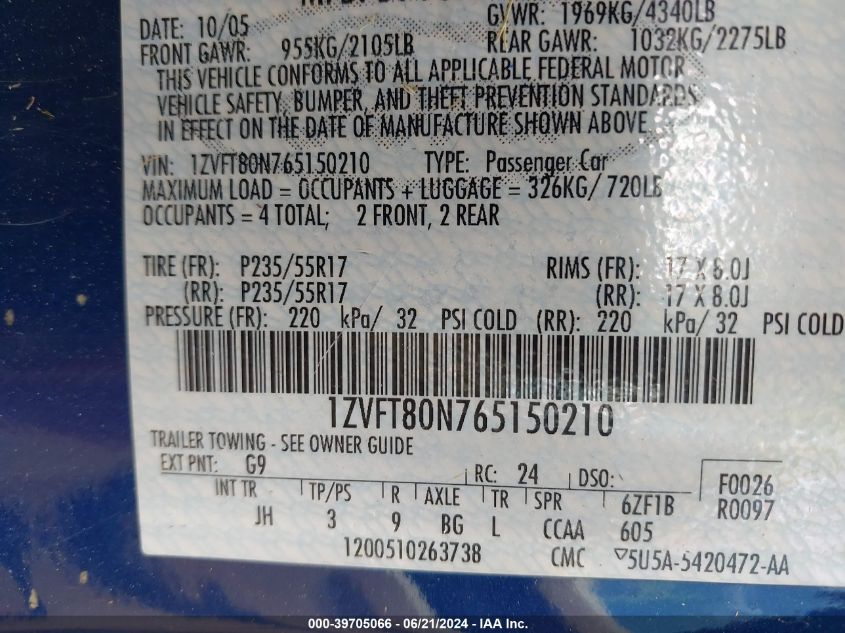 DATE: 10/05
GVWR: 1969KG/4340LB
FRONT GAWR: 955KG/2105LB REAR GAWR: 1032KG/2275LB
THIS VEHICLE CONFORMS TO ALL APPLICABLE FEDERAL MOTOR
VEHICLE SAFETY, BUMPER, AND THEFT PREVENTION STANDARDS
IN EFFECT ON THE DATE OF MANUFACTURE SHOWN ABOVE
VIN: 1ZVFT80N765150210 TYPE: Passenger Car
MAXIMUM LOAD = OCCUPANTS + LUGGAGE = 326KG/ 720LB
OCCUPANTS = 4 TOTAL; 2 FRONT, 2 REAR
TIRE (FR): P235/55R17 RIMS (FR): 17 X 8.0J
(RR): P235/55R17 (RR): 17 X 8.0J
PRESSURE (FR): 220 kPa/ 32 PSI COLD (RR): 220 kPa/ 32 PSI COLD
1ZVFT80N765150210
TRAILER TOWING - SEE OWNER GUIDE
EXT PNT: G9 RC: 24 DSO: F0026
INT TR TP/PS R AXLE TR SPR 6ZF1B R0097
JH 3 9 BG L CCAA 605
1200510263738 CMC 5U5A-5420472-AA
000-39705066 - 06/21/2024 - IAA Inc.